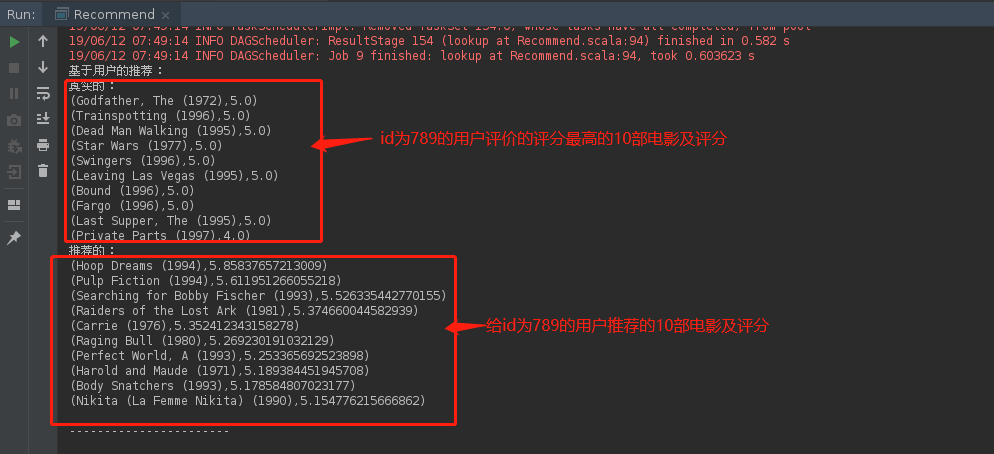 Run: Recommend ×
19/06/12 07:49:14 INFO TaskSchedulerImpl: Removed TaskSet 154.0, whose tasks have all completed, from pool
19/06/12 07:49:14 INFO DAGScheduler: ResultStage 154 (lookup at Recommend.scala:94) finished in 0.582 s
19/06/12 07:49:14 INFO DAGScheduler: Job 9 finished: lookup at Recommend.scala:94, took 0.603623 s
基于用户的推荐：
真实的：
(Godfather, The (1972),5.0)
(Trainspotting (1996),5.0)
(Dead Man Walking (1995),5.0)
(Star Wars (1977),5.0)
id为789的用户评价的评分最高的10部电影及评分
(Swingers (1996),5.0)
(Leaving Las Vegas (1995),5.0)
(Bound (1996),5.0)
(Fargo (1996),5.0)
(Last Supper, The (1995),5.0)
(Private Parts (1997),4.0)
推荐的：
(Hoop Dreams (1994),5.85837657213009)
(Pulp Fiction (1994),5.611951266055218)
(Searching for Bobby Fischer (1993),5.526335442770155)
(Raiders of the Lost Ark (1981),5.374660044582939)
(Carrie (1976),5.352412343158278)
给id为789的用户推荐的10部电影及评分
(Raging Bull (1980),5.269230191032129)
(Perfect World, A (1993),5.253365692523898)
(Harold and Maude (1971),5.189384451945708)
(Body Snatchers (1993),5.178584807023177)
(Nikita (La Femme Nikita) (1990),5.154776215666862)
-----------------------